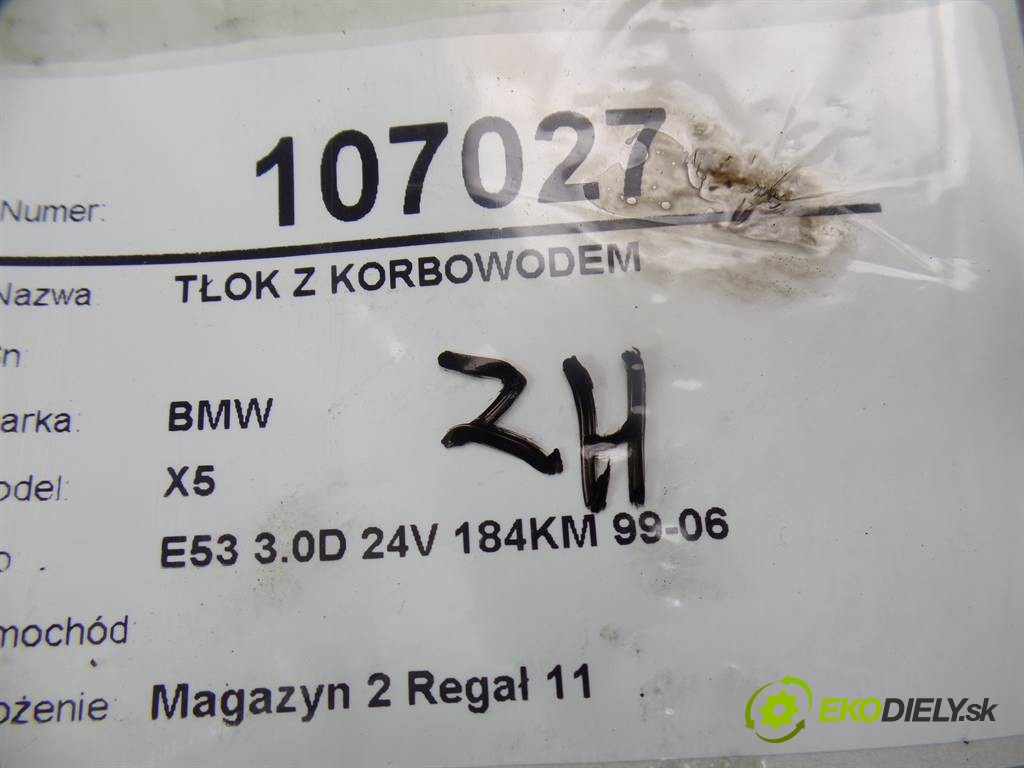 Numer: 107027
Nazwa TŁOK Z KORBOWODEM
n
arka: BMW
ZH
odel: X5
E53 3.0D 24V 184KM 99-06
mochód
ożenie: Magazyn 2 Regał 11
EKODIELY.sk